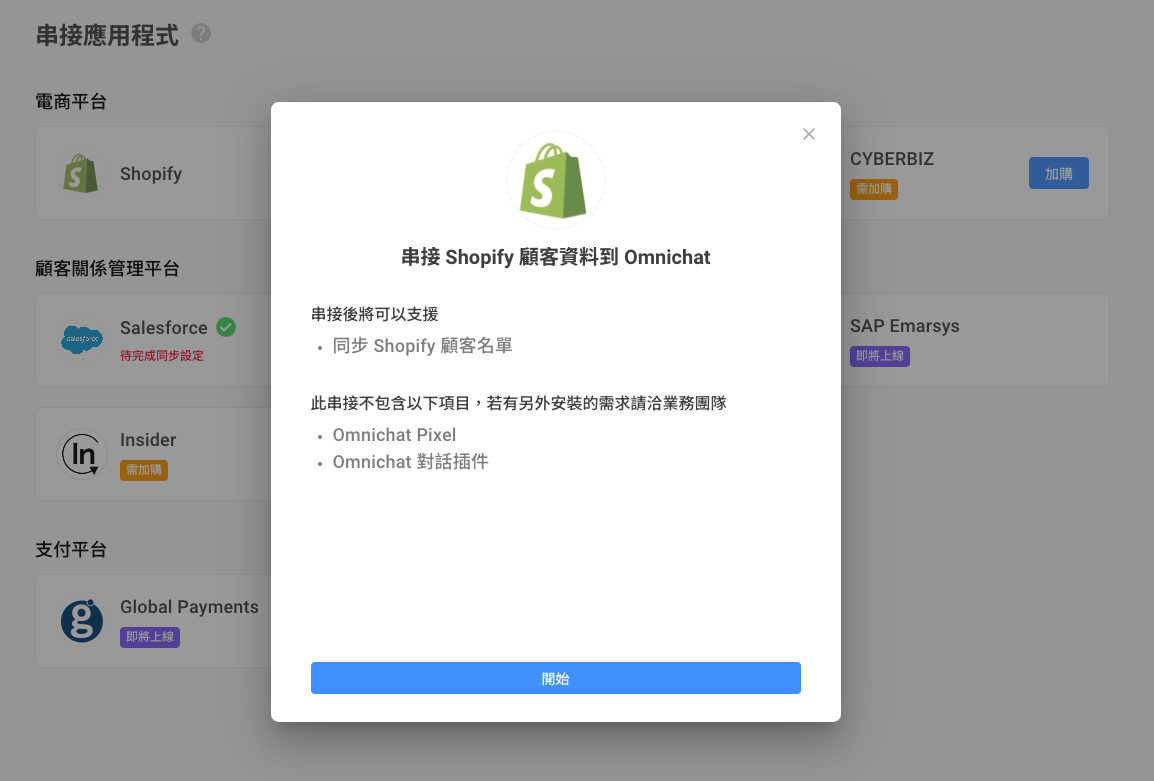 串接應用程式 ?
電商平台
Shopify
CYBERBIZ
需加購
加購
顧客關係管理平台
salesforce
Salesforce
待完成同步設定
SAP Emarsys
即將上線
In
Insider
需加購
支付平台
g
Global Payments
即將上線
S
串接 Shopify 顧客資料到 Omnichat
串接後將可以支援
• 同步 Shopify 顧客名單
此串接不包含以下項目，若有另外安裝的需求請洽業務團隊
• Omnichat Pixel
• Omnichat 對話插件
開始